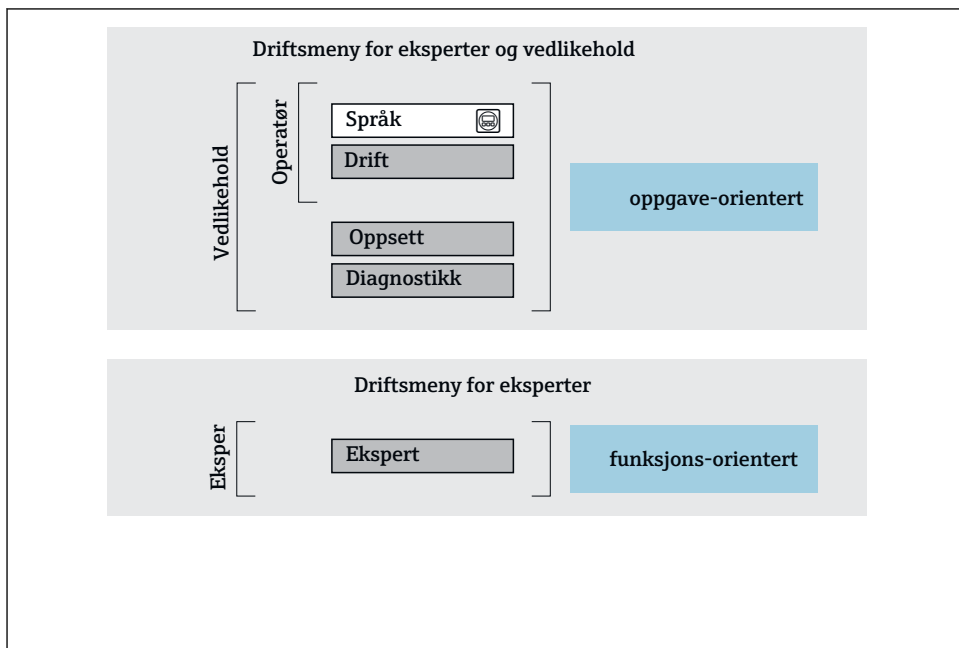 Driftsmeny for eksperter og vedlikehold
Vedlikehold
Operatør
Språk
Drift
Oppsett
Diagnostikk
oppgave-orientert
Driftsmeny for eksperter
Eksper
Ekspert
funksjons-orientert